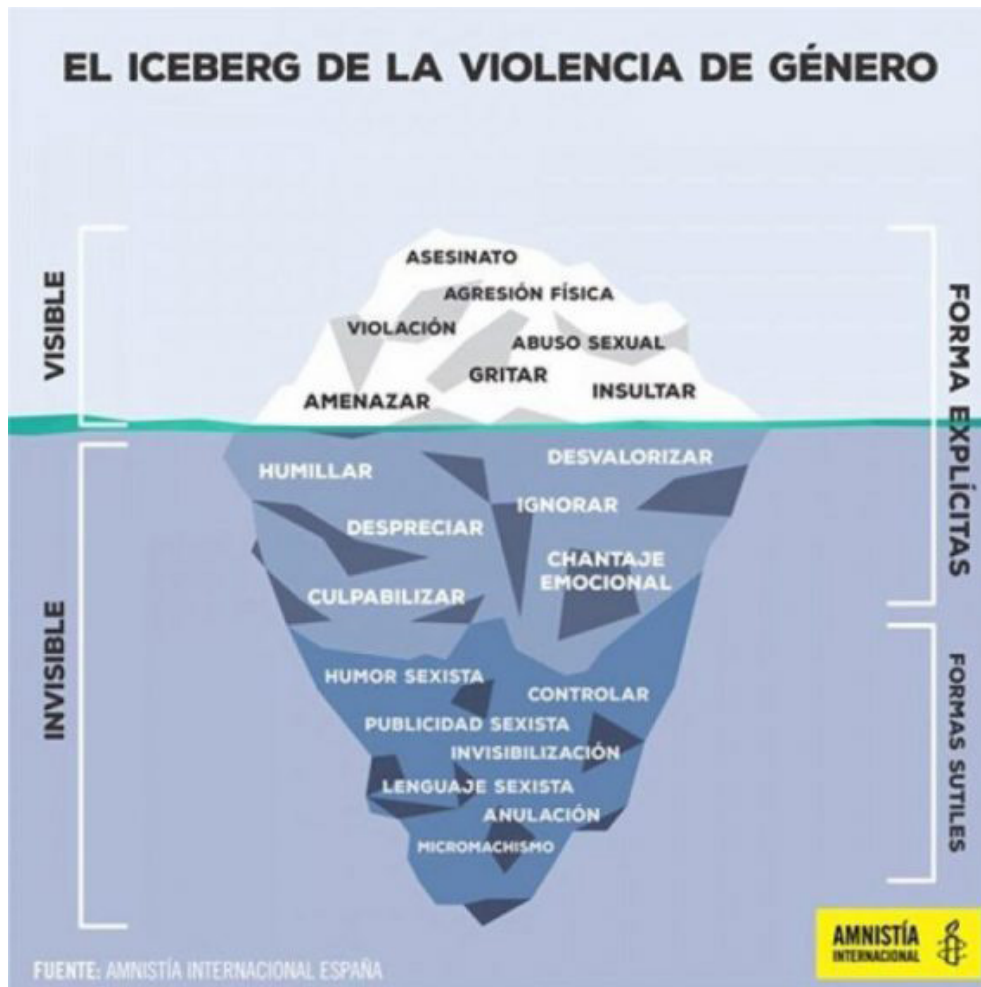 EL ICEBERG DE LA VIOLENCIA DE GÉNERO
VISIBLE
ASESINATO
AGRESIÓN FÍSICA
VIOLACIÓN
ABUSO SEXUAL
GRITAR
INSULTAR
AMENAZAR
FORMA EXPLÍCITAS
INVISIBLE
DESVALORIZAR
HUMILLAR
IGNORAR
DESPRECIAR
CHANTAJE
EMOCIONAL
CULPABILIZAR
HUMOR SEXISTA
CONTROLAR
PUBLICIDAD SEXISTA
INVISIBILIZACIÓN
LENGUAJE SEXISTA
ANULACIÓN
MICROMACHISMO
FORMAS SUTILES
AMNISTÍA
INTERNACIONAL
FUENTE: AMNISTÍA INTERNACIONAL ESPAÑA